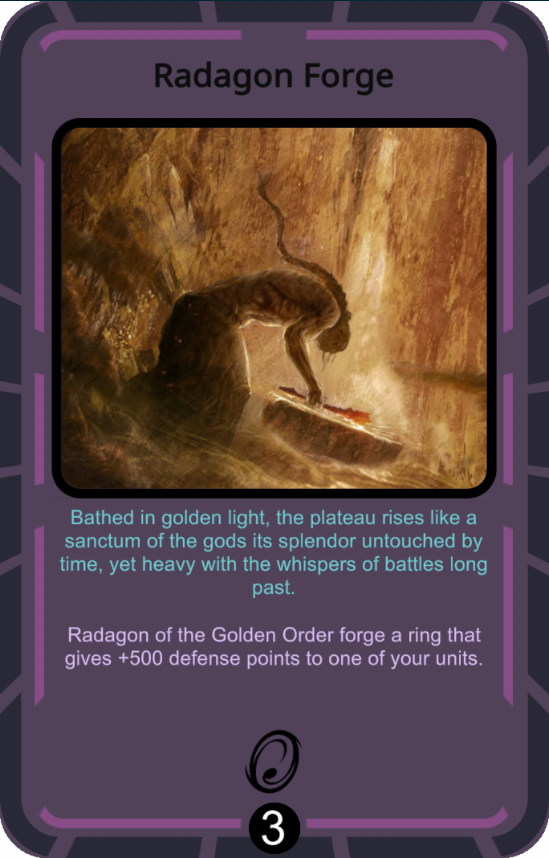 Radagon Forge
Bathed in golden light, the plateau rises like a
sanctum of the gods its splendor untouched by
time, yet heavy with the whispers of battles long
past.
Radagon of the Golden Order forge a ring that
gives +500 defense points to one of your units.
3